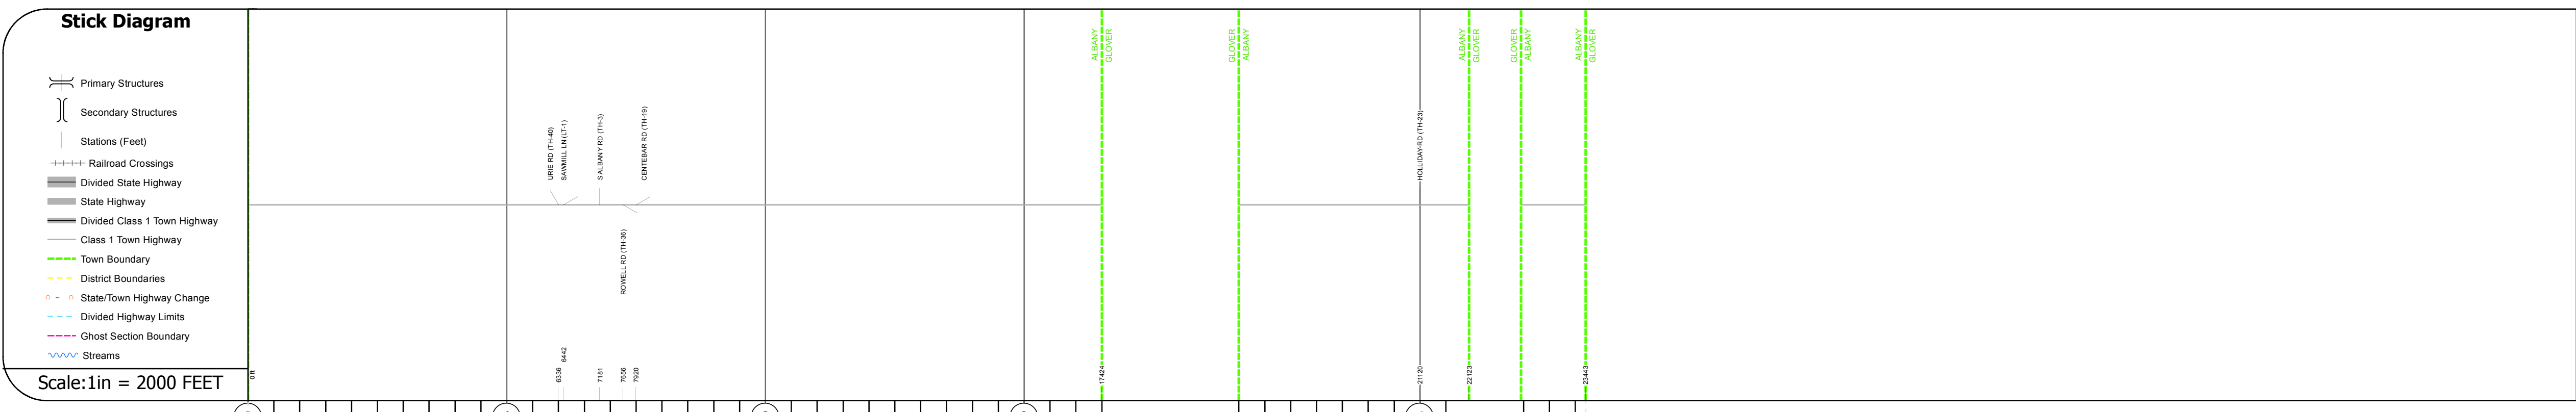 Stick Diagram
Primary Structures
Secondary Structures
Stations (Feet)
Railroad Crossings
Divided State Highway
State Highway
Divided Class 1 Town Highway
Class 1 Town Highway
Town Boundary
District Boundaries
State/Town Highway Change
Divided Highway Limits
Ghost Section Boundary
Streams
Scale:1in = 2000 FEET
0 ft
URIE RD (TH-40)
SAWMILL LN (LT-1)
S ALBANY RD (TH-3)
CENTEBAR RD (TH-19)
ROWELL RD (TH-36)
6336
6442
7181
7656
7920
ALBANY
GLOVER
17424
GLOVER
ALBANY
HOLLIDAY RD (TH-23)
21120
ALBANY
GLOVER
22123
GLOVER
ALBANY
ALBANY
GLOVER
23443